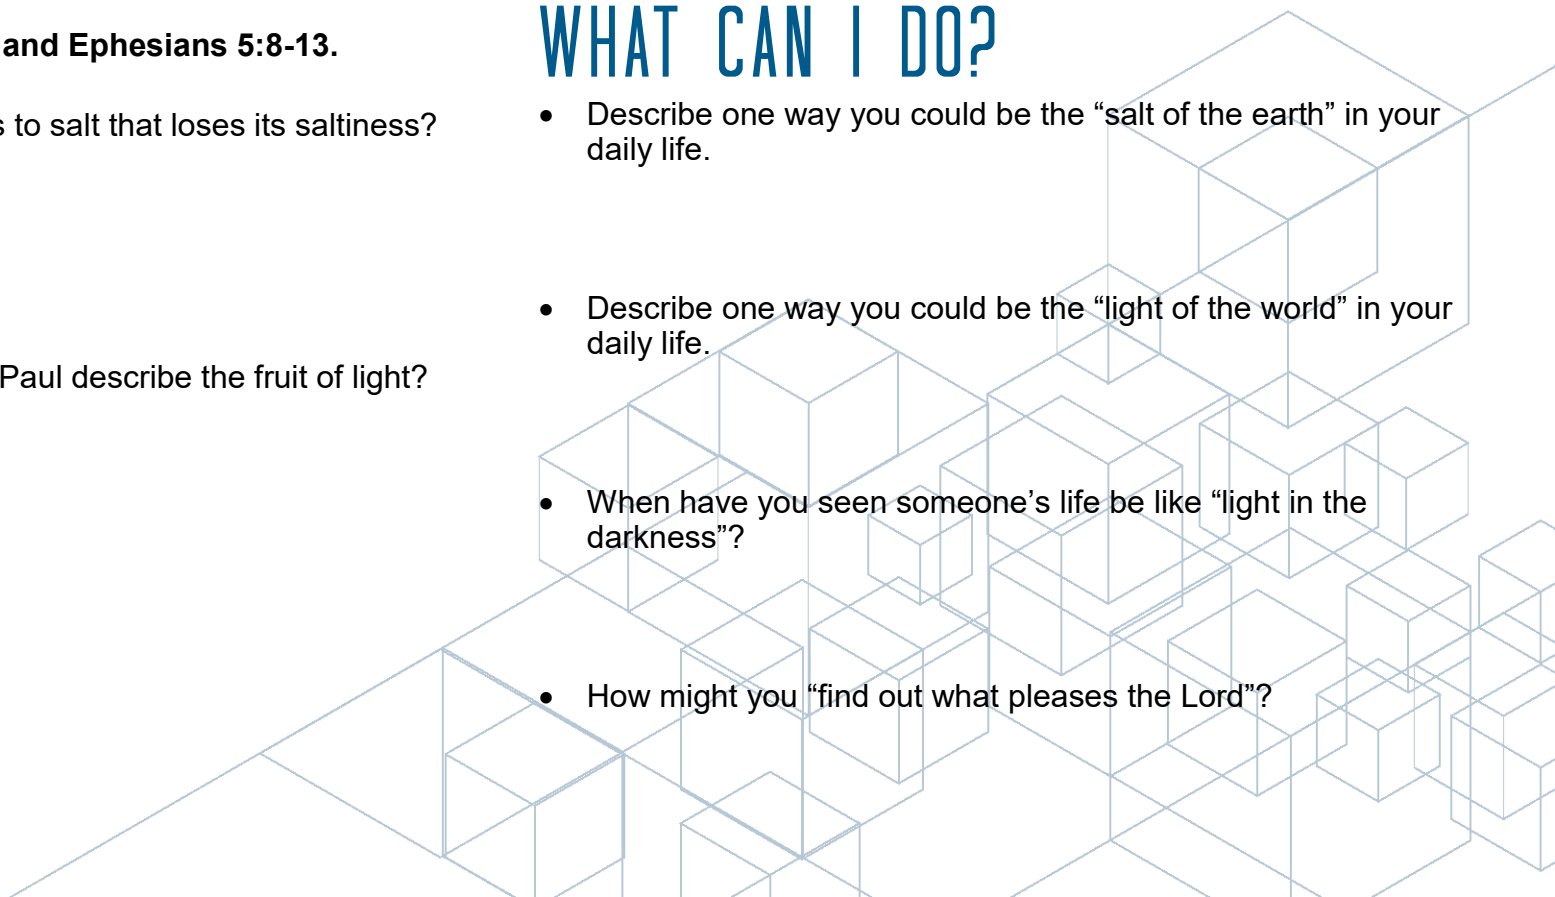 and Ephesians 5:8-13.
s to salt that loses its saltiness?
Paul describe the fruit of light?
WHAT CAN I DO?
• Describe one way you could be the “salt of the earth” in your
daily life.
• Describe one way you could be the “light of the world” in your
daily life.
• When have you seen someone’s life be like “light in the
darkness”?
• How might you “find out what pleases the Lord”?